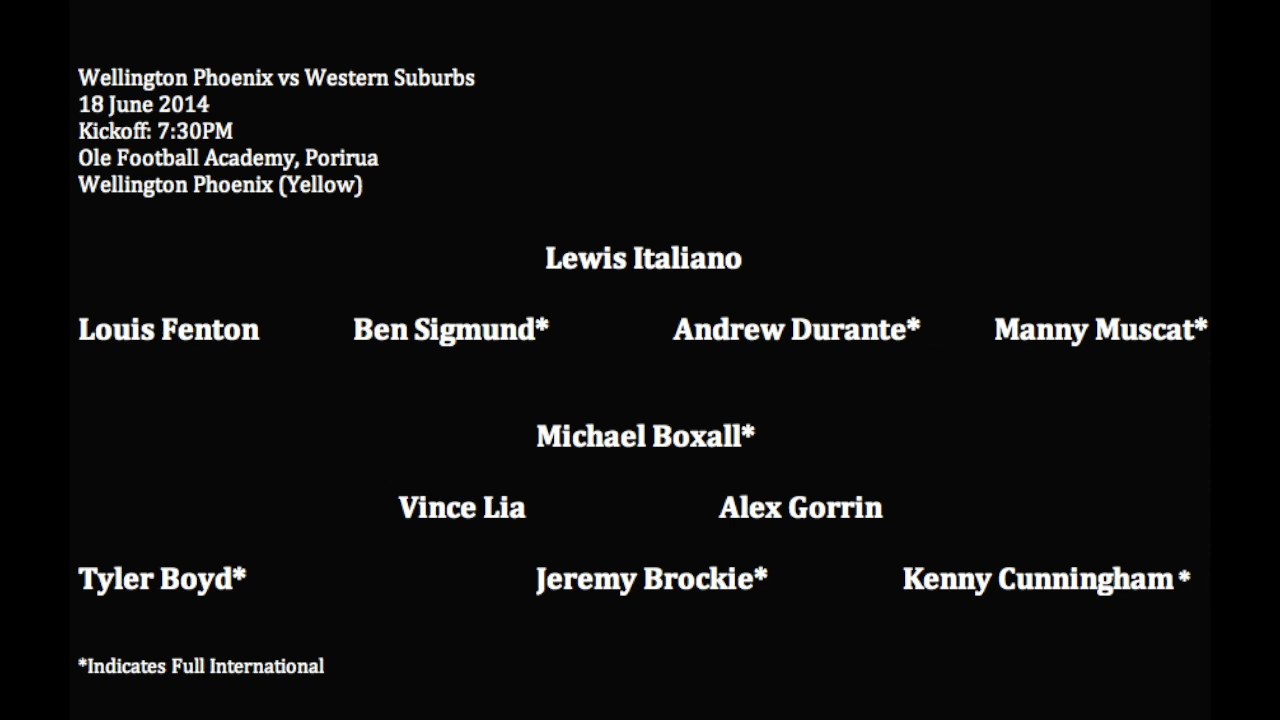 Wellington Phoenix vs Western Suburbs
18 June 2014
Kickoff: 7:30PM
Ole Football Academy, Porirua
Wellington Phoenix (Yellow)
Lewis Italiano
Louis Fenton Ben Sigmund* Andrew Durante* Manny Muscat*
Michael Boxall*
Vince Lia Alex Gorrin
Tyler Boyd* Jeremy Brockie* Kenny Cunningham *
*Indicates Full International